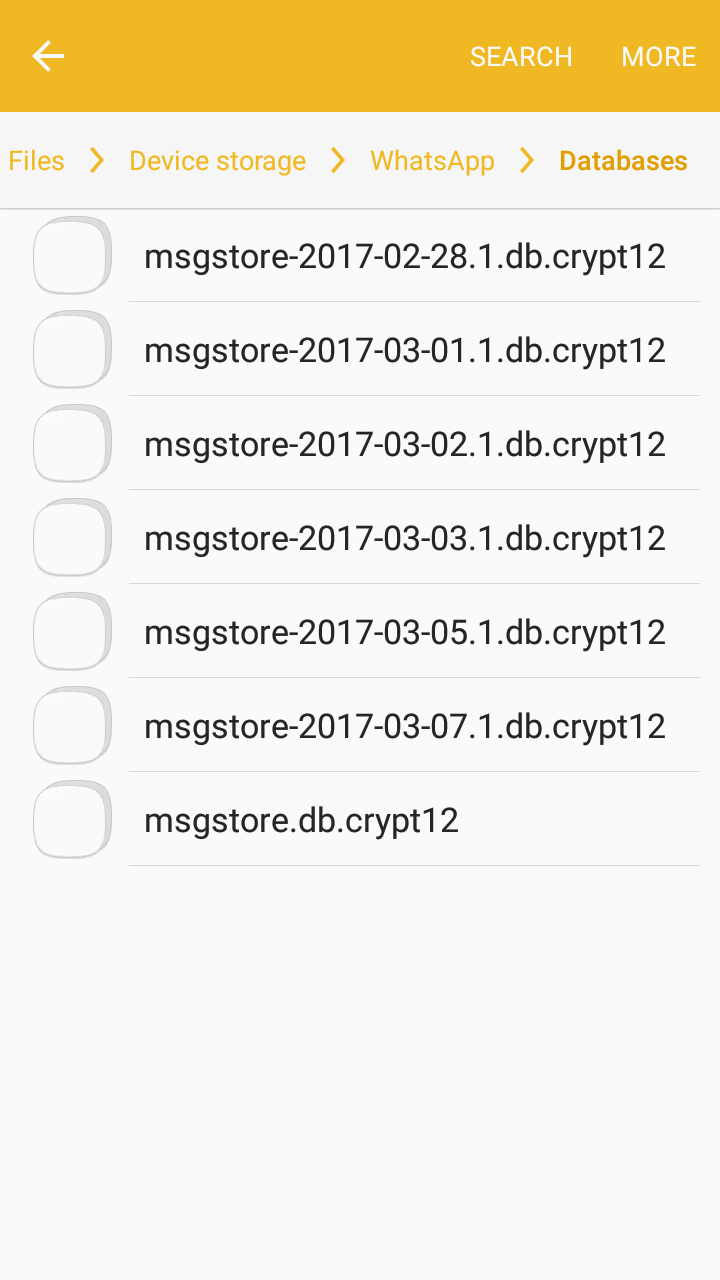 SEARCH MORE
Files Device storage WhatsApp Databases
msgstore-2017-02-28.1.db.crypt12
msgstore-2017-03-01.1.db.crypt12
msgstore-2017-03-02.1.db.crypt12
msgstore-2017-03-03.1.db.crypt12
msgstore-2017-03-05.1.db.crypt12
msgstore-2017-03-07.1.db.crypt12
msgstore.db.crypt12